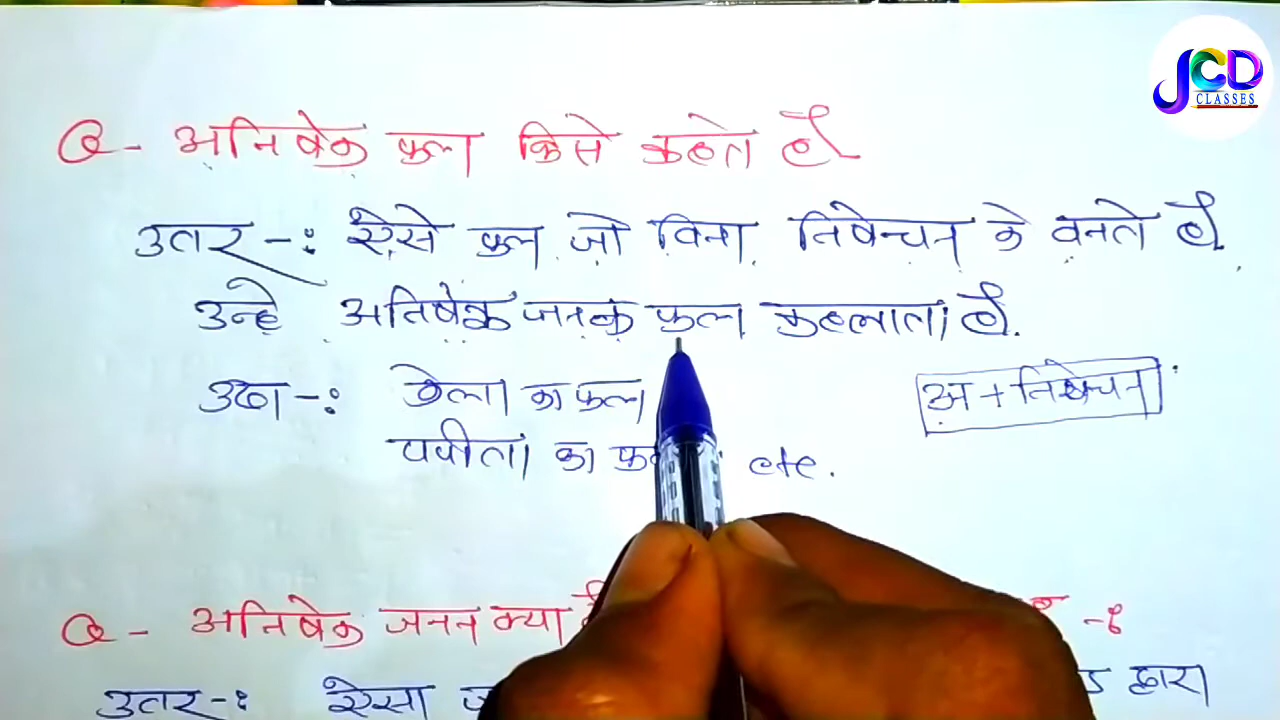 JCD
CLASSES
Q- अनिषेक फल किसे कहते हैं
उतर -: ऐसे फल जो विना निषेन्चन के वनते है.
उन्हे अनिषेक जनक फल कहलाता है.
उदा -: केला का फल
अ + निषेचन
पपीता का etc.
Q - अनिषेक जनन क्या
उतर -: ऐसा द्वारा